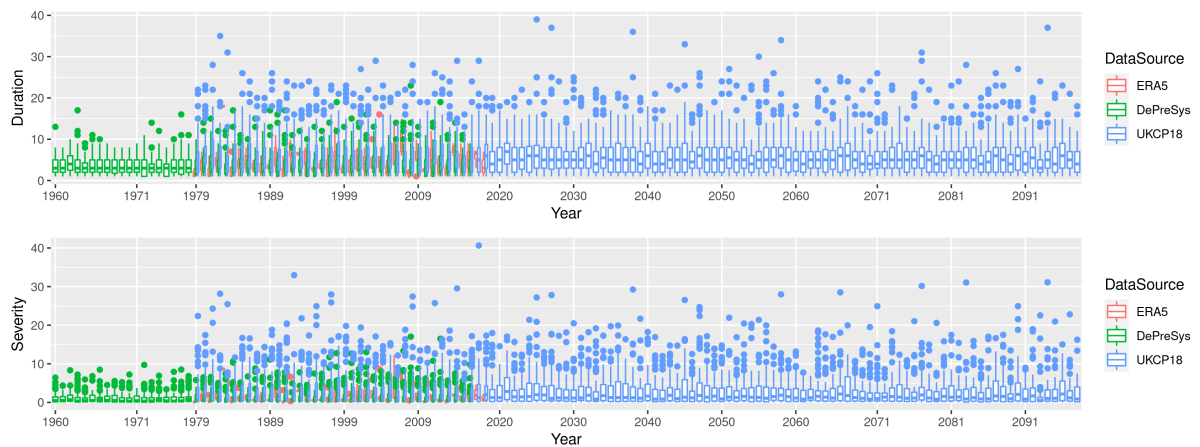 40
30
20
10
0
Duration
1960 1971 1979 1989 1999 2009 2020 2030 2040 2050 2060 2071 2081 2091
Year
DataSource
ERA5
DePreSys
UKCP18
40
30
20
10
0
Severity
1960 1971 1979 1989 1999 2009 2020 2030 2040 2050 2060 2071 2081 2091
Year
DataSource
ERA5
DePreSys
UKCP18